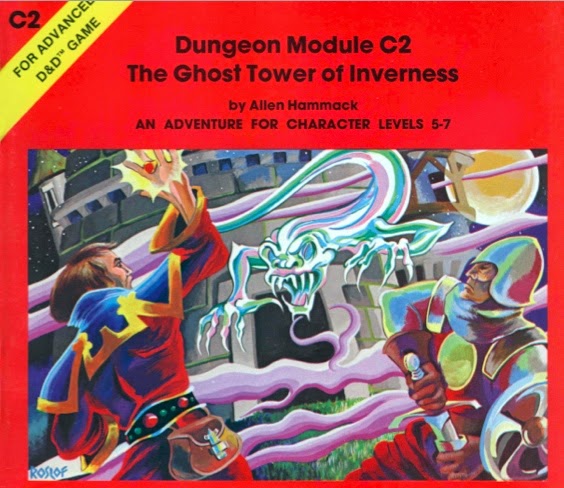 C2
FOR ADVANCED
D&D™ GAME
Dungeon Module C2
The Ghost Tower of Inverness
by Allen Hammack
AN ADVENTURE FOR CHARACTER LEVELS 5-7
ROSLOF